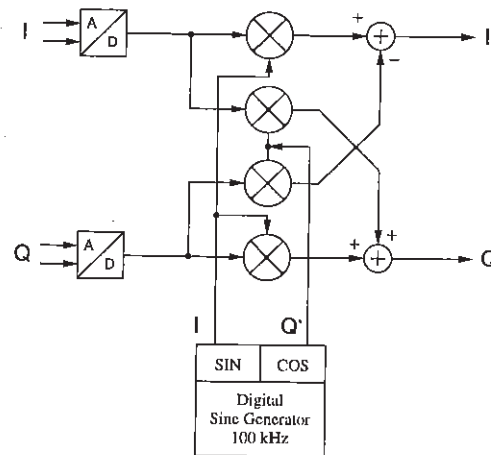 A
D
I
+
+
−
I
+
Q
A
D
+
+
Q
I
Q'
SIN
COS
Digital
Sine Generator
100 kHz